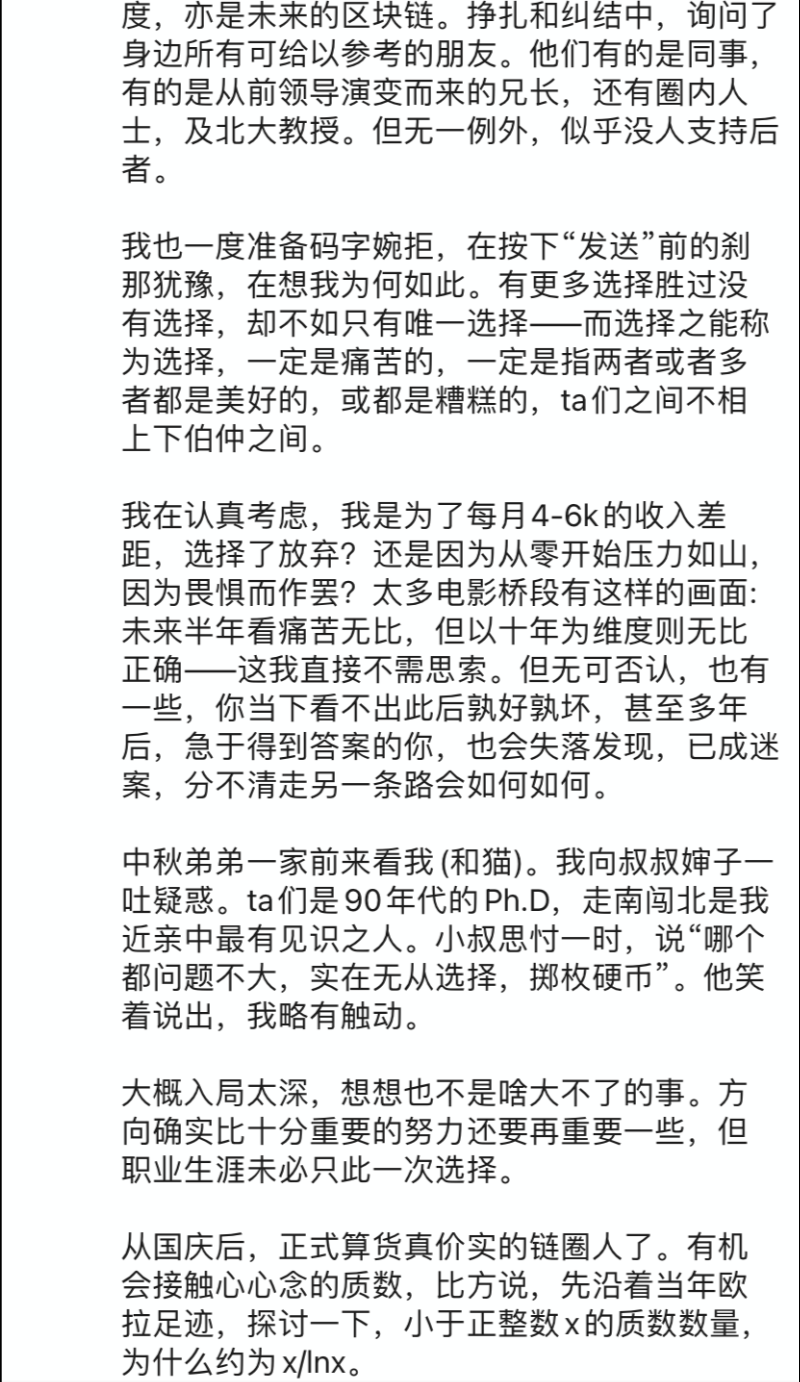 度，亦是未来的区块链。挣扎和纠结中，询问了
身边所有可给以参考的朋友。他们有的是同事，
有的是从前领导演变而来的兄长，还有圈内人
士，及北大教授。但无一例外，似乎没人支持后
者。
我也一度准备码字婉拒，在按下“发送”前的刹
那犹豫，在想我为何如此。有更多选择胜过没
有选择，却不如只有唯一选择——而选择之能称
为选择，一定是痛苦的，一定是指两者或者多
者都是美好的，或都是糟糕的，ta们之间不相
上下伯仲之间。
我在认真考虑，我是为了每月4-6k的收入差
距，选择了放弃？还是因为从零开始压力如山，
因为畏惧而作罢？太多电影桥段有这样的画面：
未来半年看痛苦无比，但以十年为维度则无比
正确——这我直接不需思索。但无可否认，也有
一些，你当下看不出此后孰好孰坏，甚至多年
后，急于得到答案的你，也会失落发现，已成迷
案，分不清走另一条路会如何如何。
中秋弟弟一家前来看我(和猫)。我向叔叔婶子一
吐疑惑。ta们是90年代的Ph.D，走南闯北是我
近亲中最有见识之人。小叔思忖一时，说“哪个
都问题不大，实在无从选择，掷枚硬币”。他笑
着说出，我略有触动。
大概入局太深，想想也不是啥大不了的事。方
向确实比十分重要的努力还要再重要一些，但
职业生涯未必只此一次选择。
从国庆后，正式算货真价实的链圈人了。有机
会接触心心念的质数，比方说，先沿着当年欧
拉足迹，探讨一下，小于正整数x的质数数量，
为什么约为x/lnx。